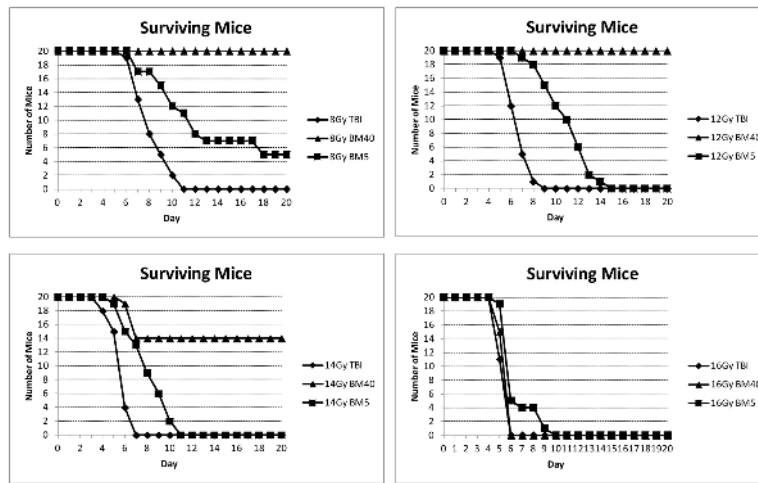 Surviving Mice
Number of Mice
20
18
16
14
12
10
8
6
4
2
0
0 2 4 6 8 10 12 14 16 18 20
Day
8Gy TBI
8Gy BM40
8Gy BM5
Surviving Mice
Number of Mice
20
18
16
14
12
10
8
6
4
2
0
0 2 4 6 8 10 12 14 16 18 20
Day
12Gy TBI
12Gy BM40
12Gy BM5
Surviving Mice
Number of Mice
20
18
16
14
12
10
8
6
4
2
0
0 2 4 6 8 10 12 14 16 18 20
Day
14Gy TBI
14Gy BM40
14Gy BM5
Surviving Mice
Number of Mice
20
18
16
14
12
10
8
6
4
2
0
0 1 2 3 4 5 6 7 8 9 10 11 12 13 14 15 16 17 18 19 20
Day
16Gy TBI
16Gy BM40
16Gy BM5